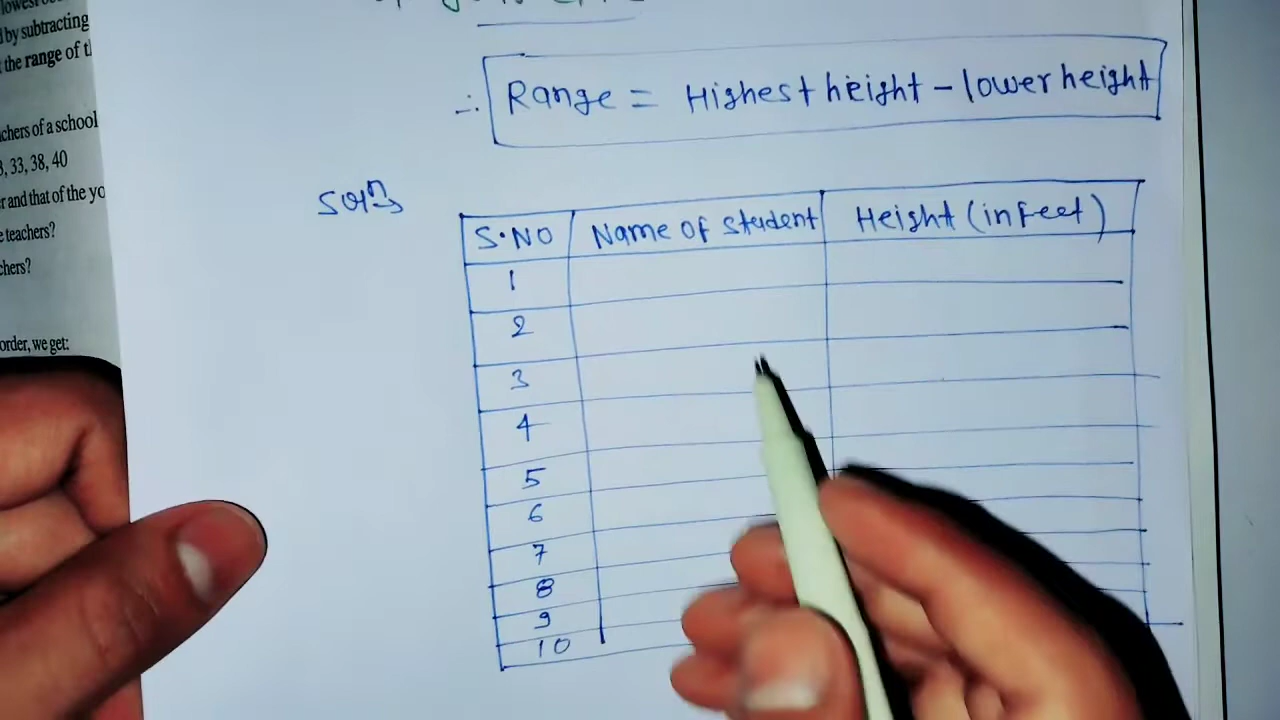 by subtracting
the range of
chers of a school
33, 38, 40
r and that of the yo
teachers?
chers?
order, we get:
∴ Range = Highest height - lower height
Solⁿ
S.NO Name of student Height (in feet)
1
2
3
4
5
6
7
8
9
10